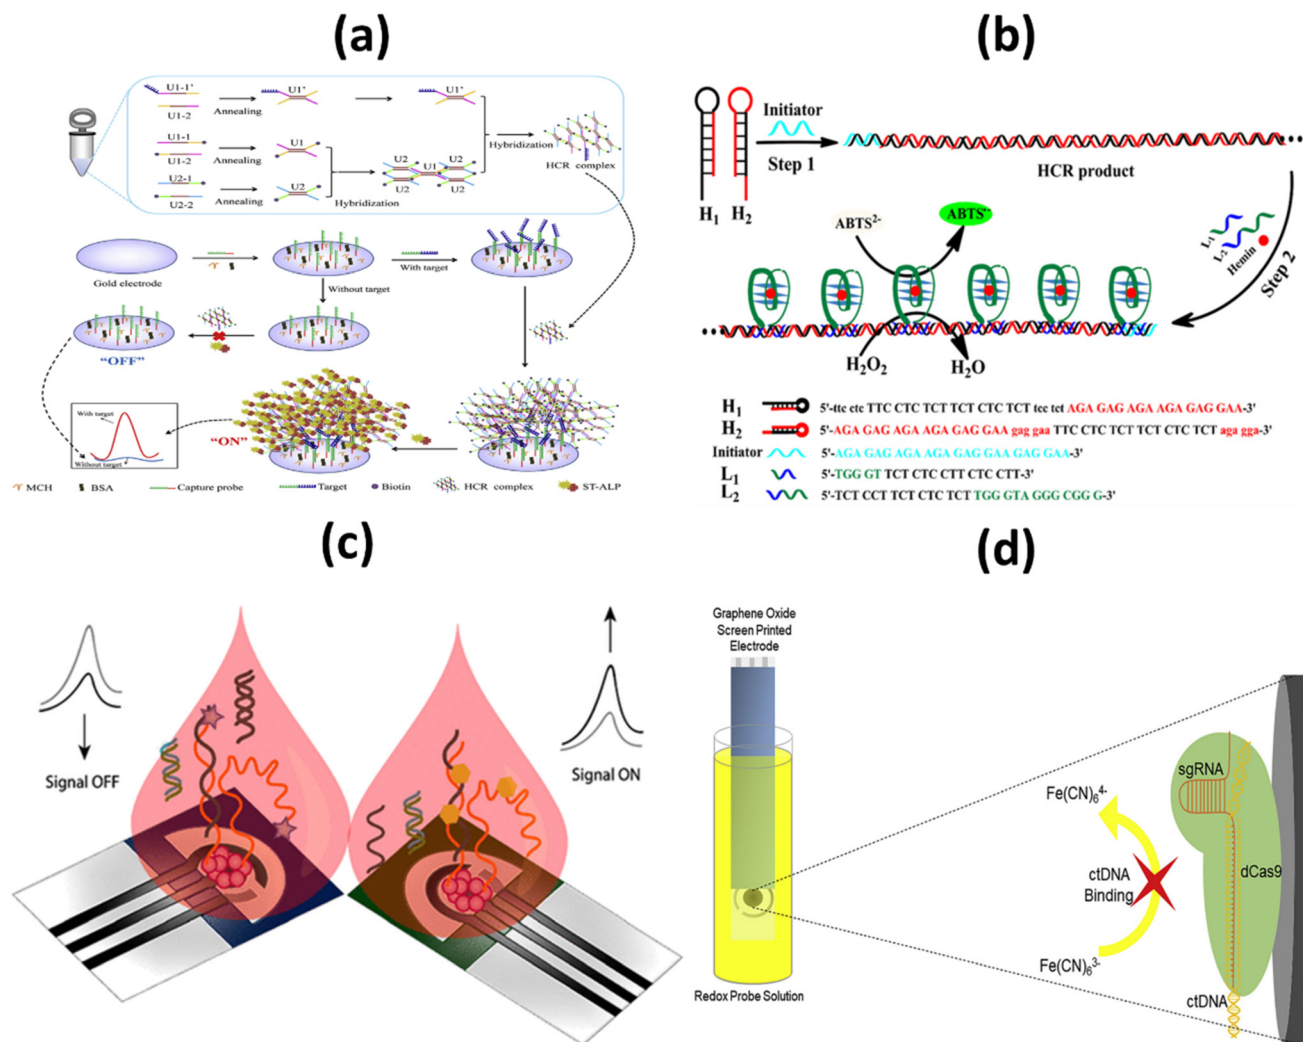 (a)
U1-1'
U1-2
Annealing
U1'
U1'
U1-1
U1-2
Annealing
U1
U2-1
U2-2
Annealing
U2
Hybridization
U2
U1
U2
U2
U2
Hybridization
HCR complex
Gold electrode
With target
Without target
"OFF"
With target
Without target
"ON"
MCH
BSA
Capture probe
Target
Biotin
HCR complex
ST-ALP
(b)
H1
H2
Initiator
Step 1
HCR product
L1
L2
Hemin
Step 2
ABTS2-
ABTS•-
H2O2
H2O
H1 5'-ttc ctc TTC CTC TCT TCT CTC TCT tcc tct AGA GAG AGA AGA GAG GAA-3'
H2 5'-AGA GAG AGA AGA GAG GAA gag gaa TTC CTC TCT TCT CTC TCT aga gga-3'
Initiator 5'-AGA GAG AGA AGA GAG GAA GAG GAA-3'
L1 5'-TGG GT TCT CTC CTT CTC CTT-3'
L2 5'-TCT CCT TCT CTC TCT TGG GTA GGG CGG G-3'
(c)
Signal OFF
Signal ON
(d)
Graphene Oxide
Screen Printed
Electrode
Redox Probe Solution
Fe(CN)6 4-
ctDNA
Binding
Fe(CN)6 3-
sgRNA
dCas9
ctDNA